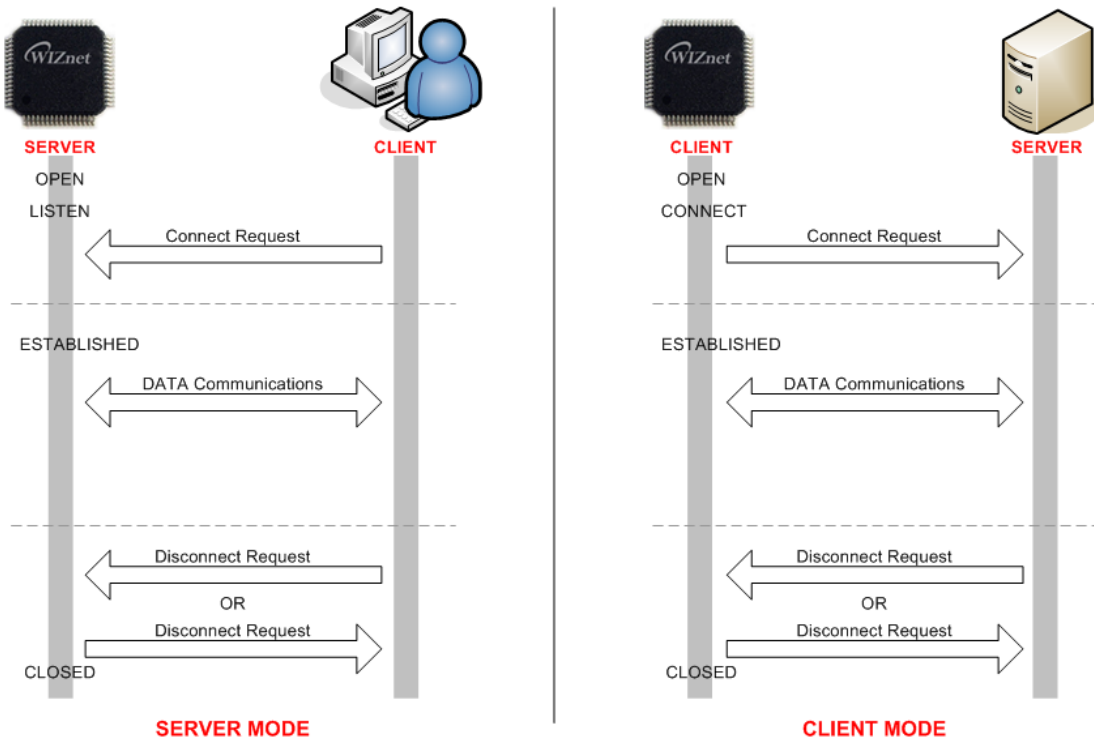 WIZnet
SERVER
CLIENT
OPEN
LISTEN
Connect Request
ESTABLISHED
DATA Communications
Disconnect Request
OR
Disconnect Request
CLOSED
SERVER MODE
WIZnet
CLIENT
SERVER
OPEN
CONNECT
Connect Request
ESTABLISHED
DATA Communications
Disconnect Request
OR
Disconnect Request
CLOSED
CLIENT MODE